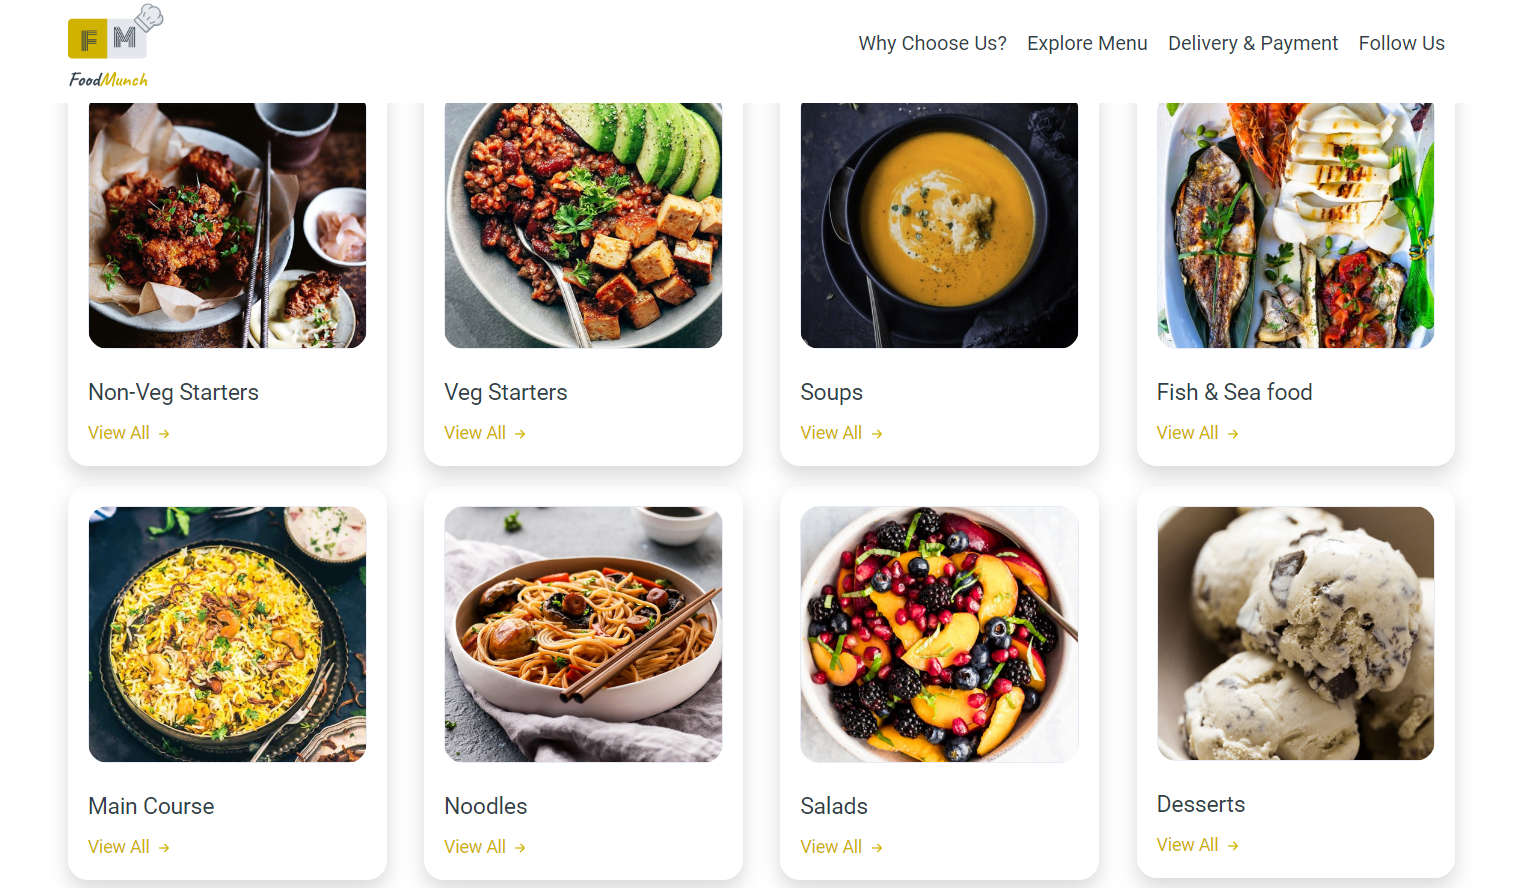 F M
FoodMunch
Why Choose Us? Explore Menu Delivery & Payment Follow Us
Non-Veg Starters
View All →
Veg Starters
View All →
Soups
View All →
Fish & Sea food
View All →
Main Course
View All →
Noodles
View All →
Salads
View All →
Desserts
View All →